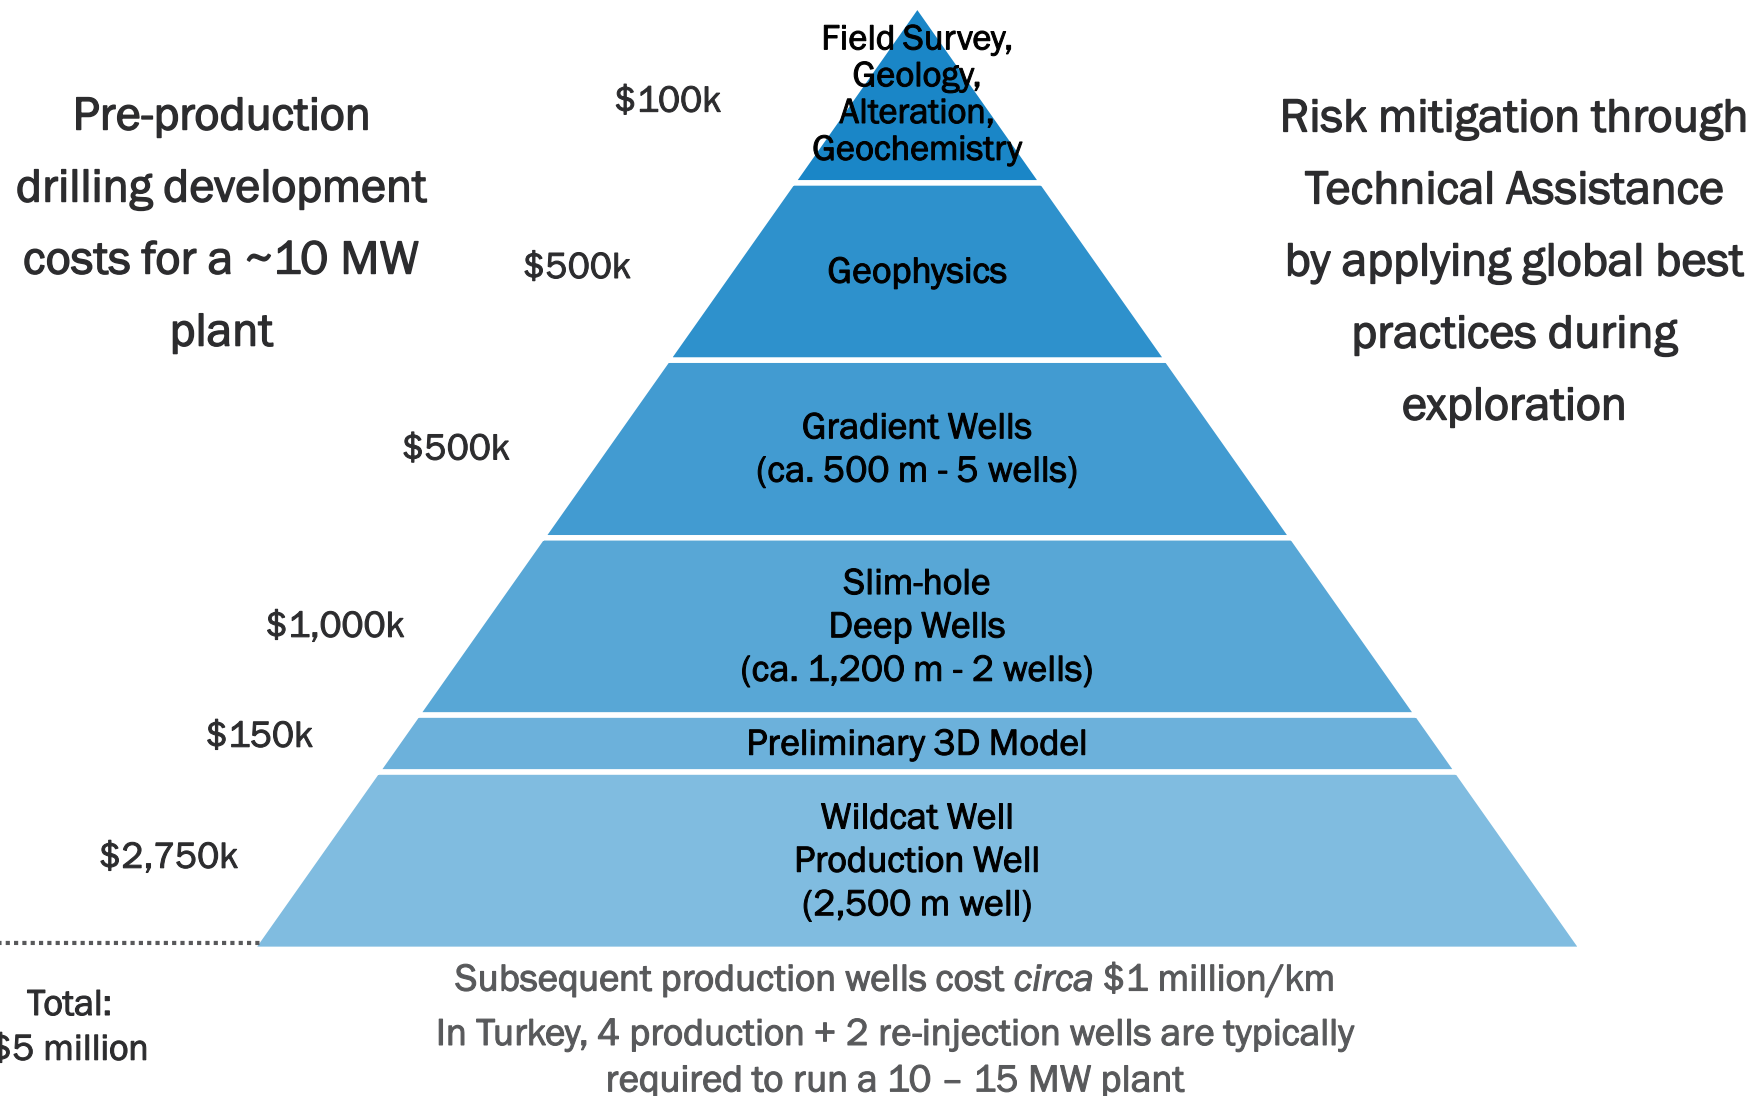 Pre-production
drilling development
costs for a ~10 MW
plant
Risk mitigation through
Technical Assistance
by applying global best
practices during
exploration
$100k
Field Survey,
Geology,
Alteration,
Geochemistry
$500k
Geophysics
$500k
Gradient Wells
(ca. 500 m - 5 wells)
$1,000k
Slim-hole
Deep Wells
(ca. 1,200 m - 2 wells)
$150k
Preliminary 3D Model
$2,750k
Wildcat Well
Production Well
(2,500 m well)
Total:
$5 million
Subsequent production wells cost circa $1 million/km
In Turkey, 4 production + 2 re-injection wells are typically
required to run a 10 – 15 MW plant